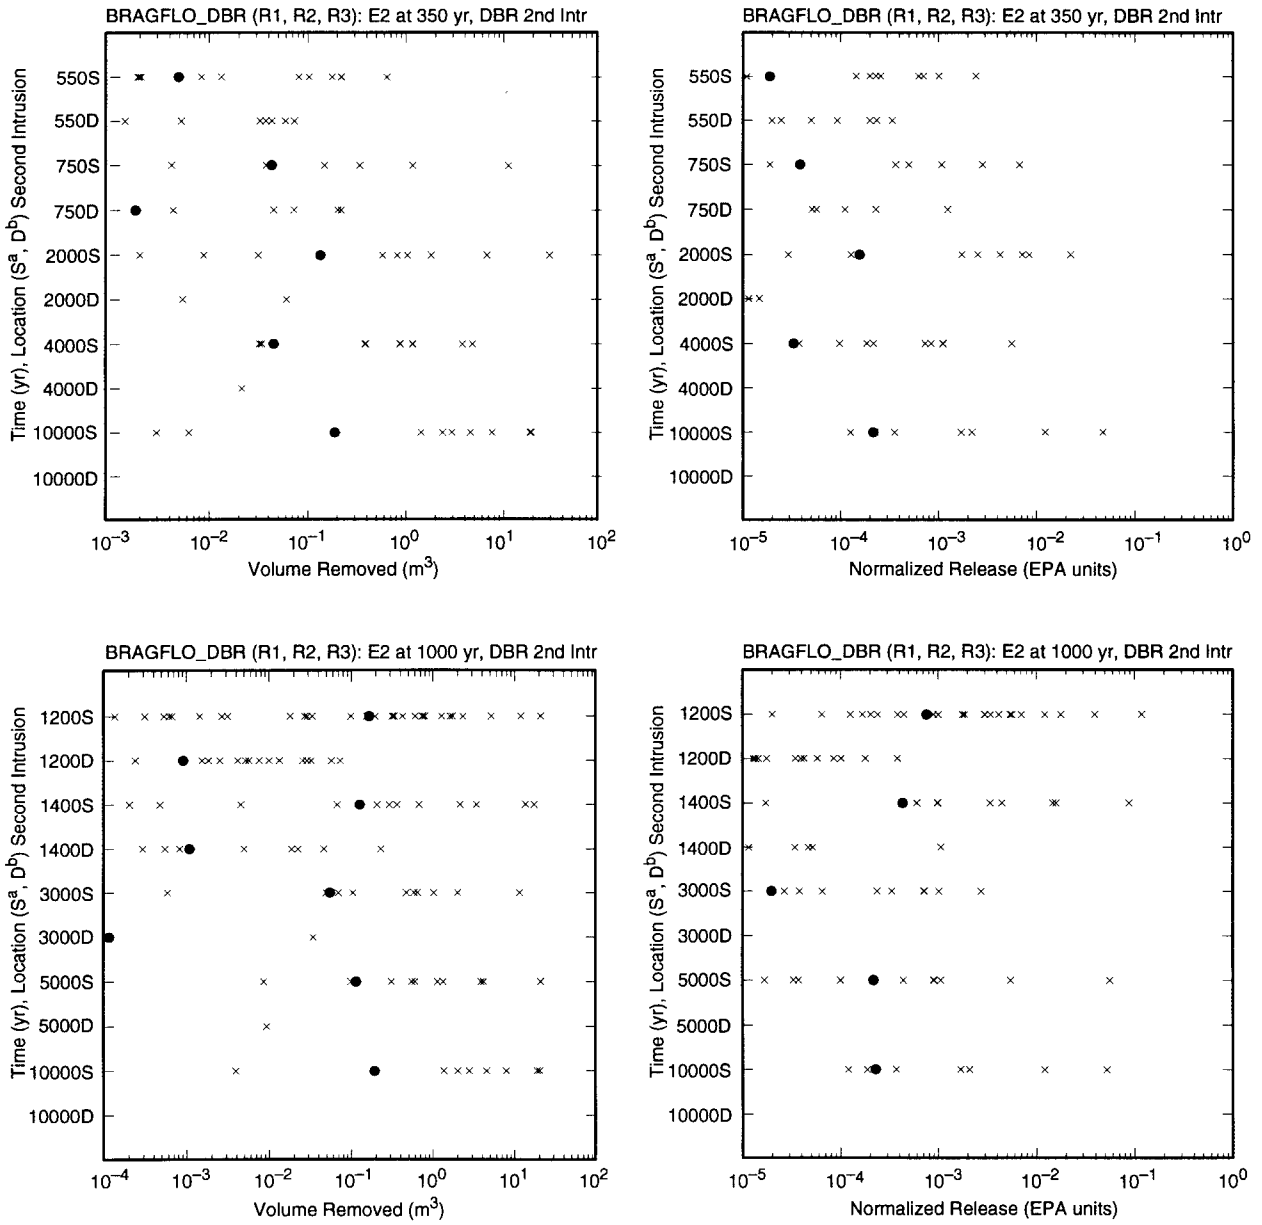 BRAGFLO_DBR (R1, R2, R3): E2 at 350 yr, DBR 2nd Intr
Time (yr), Location (Sᵃ, Dᵇ) Second Intrusion
550S
550D
750S
750D
2000S
2000D
4000S
4000D
10000S
10000D
10⁻³ 10⁻² 10⁻¹ 10⁰ 10¹ 10²
Volume Removed (m³)
BRAGFLO_DBR (R1, R2, R3): E2 at 350 yr, DBR 2nd Intr
Time (yr), Location (Sᵃ, Dᵇ) Second Intrusion
550S
550D
750S
750D
2000S
2000D
4000S
4000D
10000S
10000D
10⁻⁵ 10⁻⁴ 10⁻³ 10⁻² 10⁻¹ 10⁰
Normalized Release (EPA units)
BRAGFLO_DBR (R1, R2, R3): E2 at 1000 yr, DBR 2nd Intr
Time (yr), Location (Sᵃ, Dᵇ) Second Intrusion
1200S
1200D
1400S
1400D
3000S
3000D
5000S
5000D
10000S
10000D
10⁻⁴ 10⁻³ 10⁻² 10⁻¹ 10⁰ 10¹ 10²
Volume Removed (m³)
BRAGFLO_DBR (R1, R2, R3): E2 at 1000 yr, DBR 2nd Intr
Time (yr), Location (Sᵃ, Dᵇ) Second Intrusion
1200S
1200D
1400S
1400D
3000S
3000D
5000S
5000D
10000S
10000D
10⁻⁵ 10⁻⁴ 10⁻³ 10⁻² 10⁻¹ 10⁰
Normalized Release (EPA units)